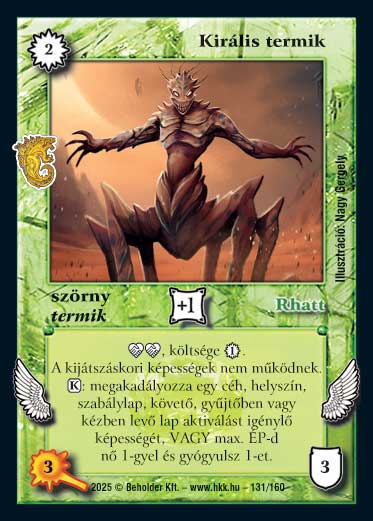 2
Királis termik
Illusztráció: Nagy Gergely
szörny
termik
+1
Rhatt
, költsége 1.
A kijátszáskori képességek nem működnek.
K: megakadályozza egy céh, helyszín,
szabálylap, követő, gyűjtőben vagy
kézben levő lap aktiválást igénylő
képességét, VAGY max. ÉP-d
nő 1-gyel és gyógyulsz 1-et.
3
3
2025 © Beholder Kft. – www.hkk.hu – 131/160